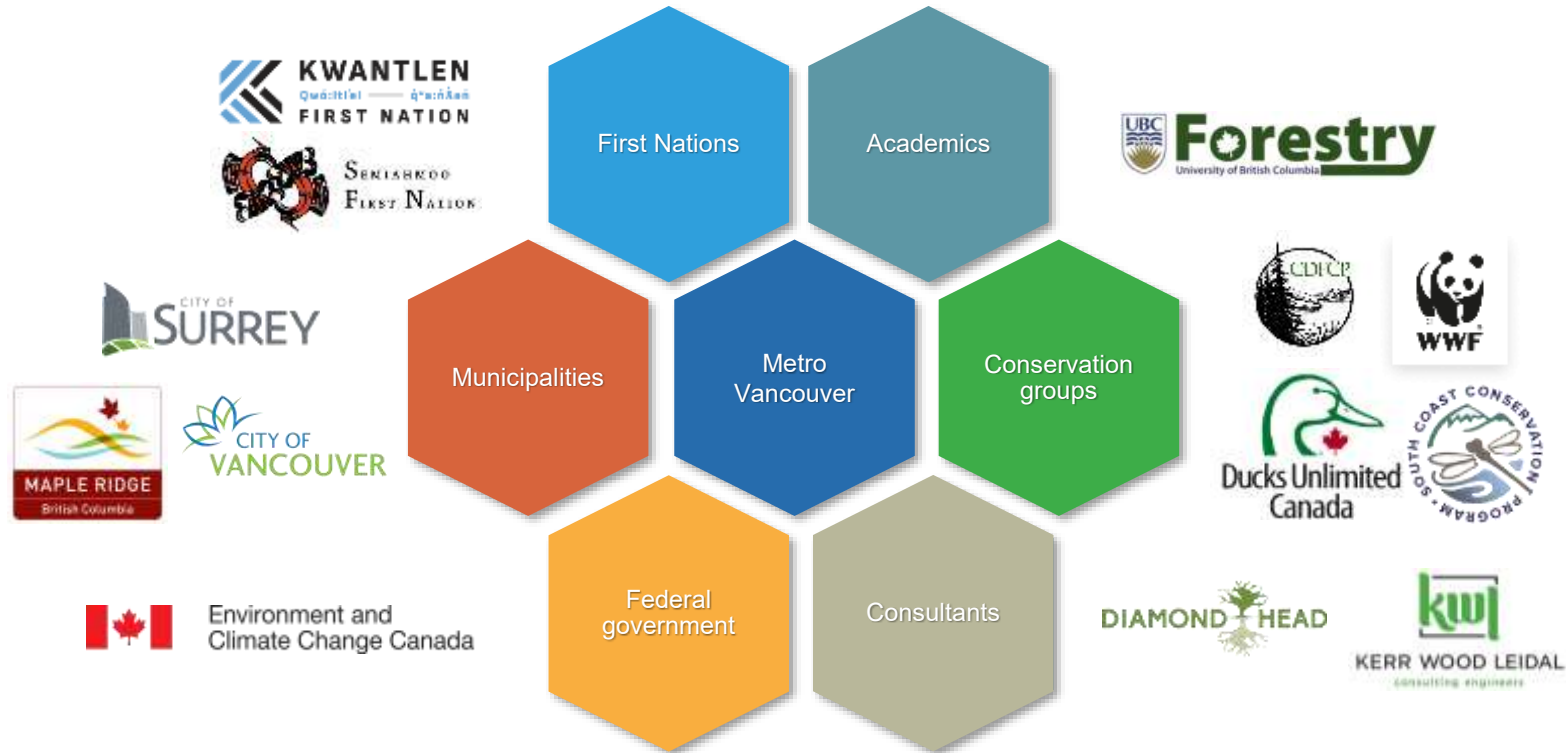 KWANTLEN
FIRST NATION
SEMIAHMOO
FIRST NATION
First Nations
Academics
UBC
Forestry
University of British Columbia
CITY OF
SURREY
MAPLE RIDGE
British Columbia
CITY OF
VANCOUVER
Municipalities
Metro
Vancouver
Conservation
groups
CDFCP
WWF
Ducks Unlimited
Canada
SOUTH COAST CONSERVATION PROGRAM
Environment and
Climate Change Canada
Federal
government
Consultants
DIAMOND HEAD
kwl
KERR WOOD LEIDAL
consulting engineers